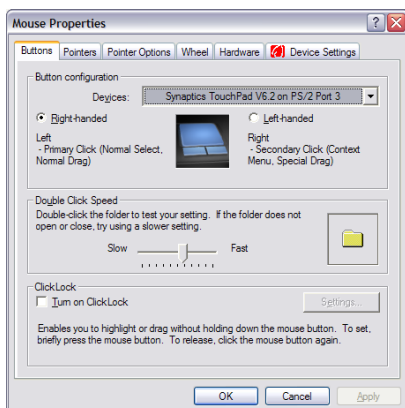 Mouse Properties
Buttons Pointers Pointer Options Wheel Hardware Device Settings
Button configuration
Devices: Synaptics TouchPad V6.2 on PS/2 Port 3
Right-handed Left-handed
Left Right
- Primary Click (Normal Select, - Secondary Click (Context
Normal Drag) Menu, Special Drag)
Double Click Speed
Double-click the folder to test your setting. If the folder does not
open or close, try using a slower setting.
Slow Fast
ClickLock
Turn on ClickLock Settings...
Enables you to highlight or drag without holding down the mouse button. To set,
briefly press the mouse button. To release, click the mouse button again.
OK Cancel Apply